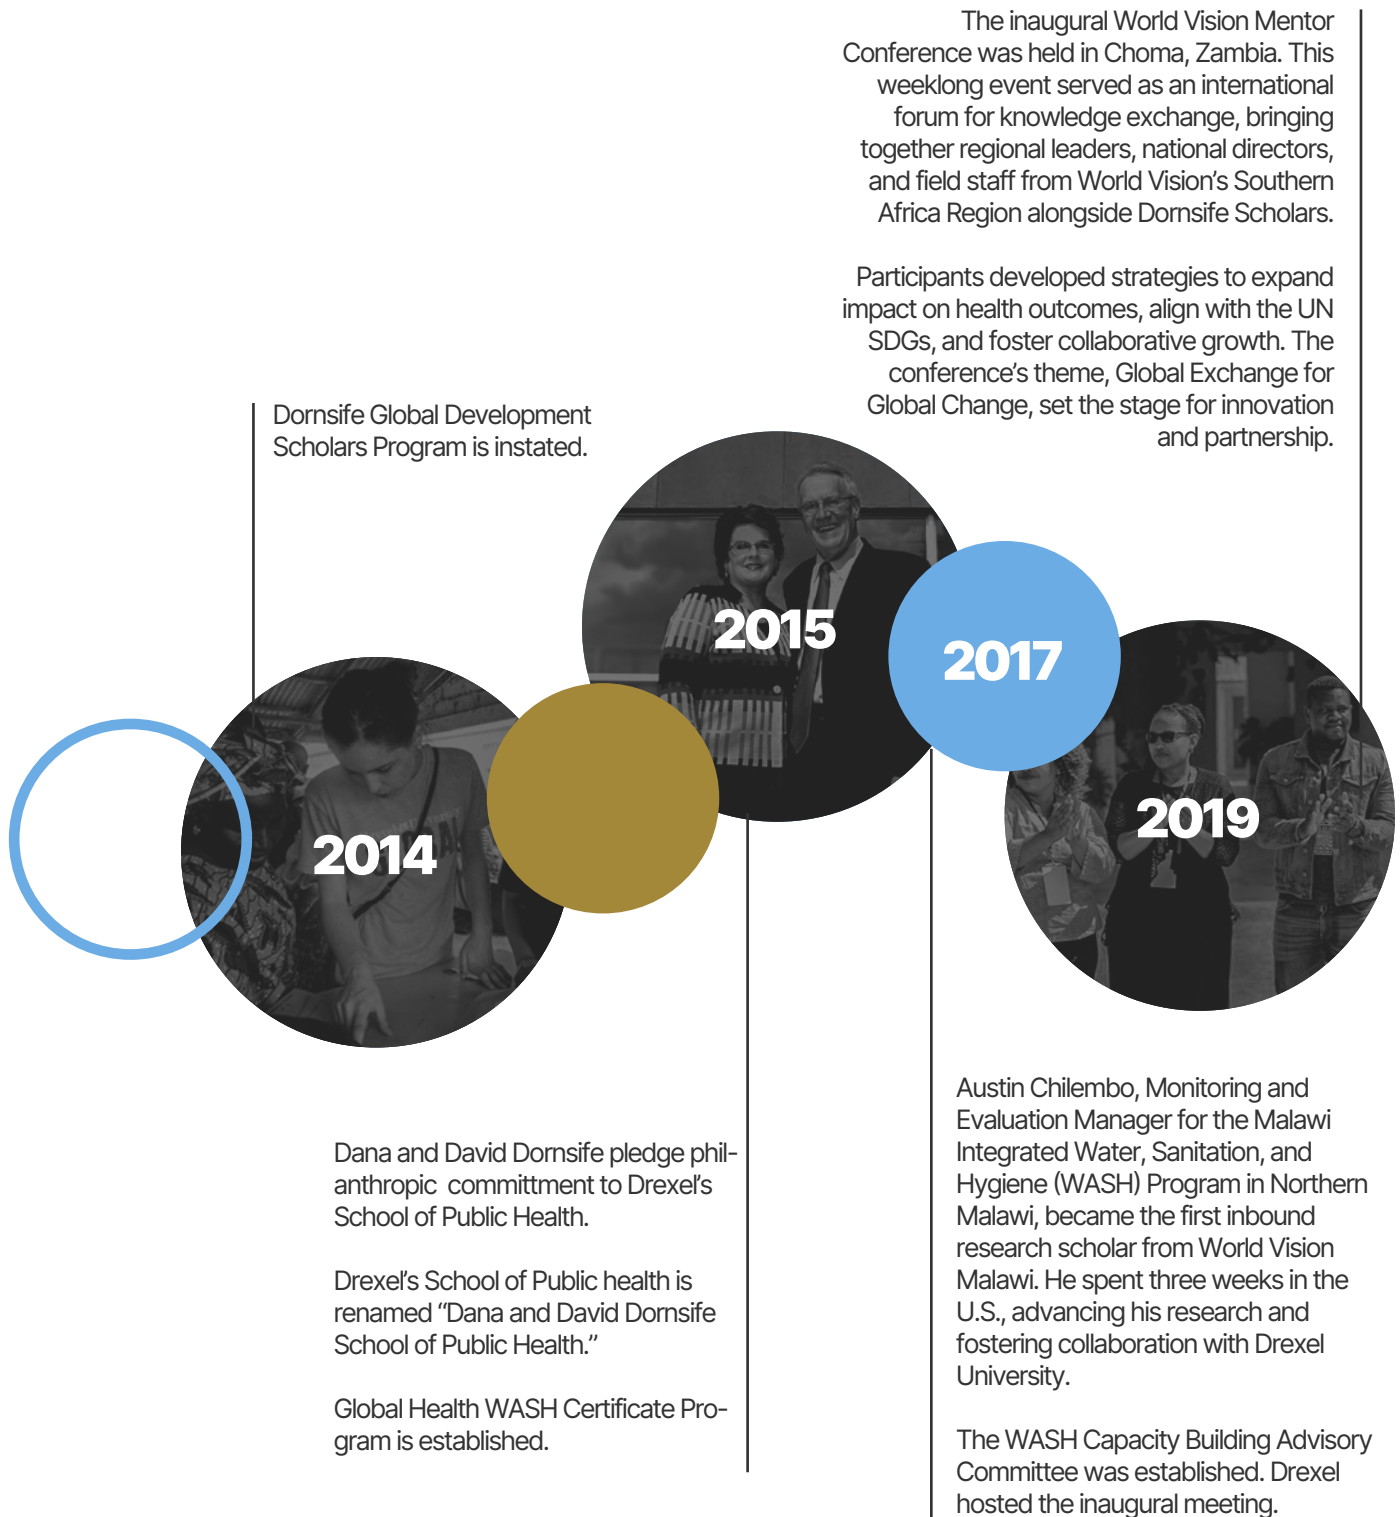 The inaugural World Vision Mentor
Conference was held in Choma, Zambia. This
weeklong event served as an international
forum for knowledge exchange, bringing
together regional leaders, national directors,
and field staff from World Vision’s Southern
Africa Region alongside Dornsife Scholars.
Participants developed strategies to expand
impact on health outcomes, align with the UN
SDGs, and foster collaborative growth. The
conference’s theme, Global Exchange for
Global Change, set the stage for innovation
and partnership.
Dornsife Global Development
Scholars Program is instated.
2015
2017
2019
2014
Dana and David Dornsife pledge phil-
anthropic  committment to Drexel’s
School of Public Health.
Drexel’s School of Public health is
renamed “Dana and David Dornsife
School of Public Health.”
Global Health WASH Certificate Pro-
gram is established.
Austin Chilembo, Monitoring and
Evaluation Manager for the Malawi
Integrated Water, Sanitation, and
Hygiene (WASH) Program in Northern
Malawi, became the first inbound
research scholar from World Vision
Malawi. He spent three weeks in the
U.S., advancing his research and
fostering collaboration with Drexel
University.
The WASH Capacity Building Advisory
Committee was established. Drexel
hosted the inaugural meeting.